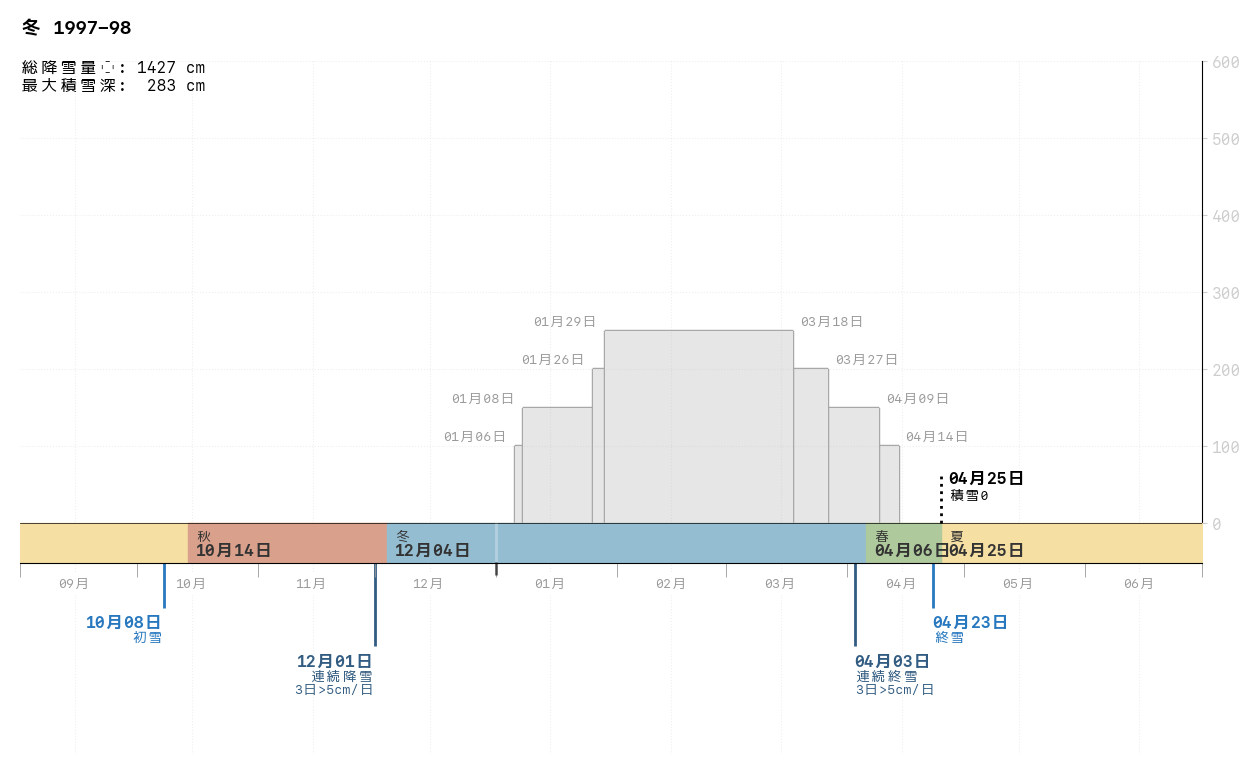 冬 1997–98
総降雪量: 1427 cm
最大積雪深: 283 cm
600
500
400
300
200
100
0
01月29日
03月18日
01月26日
03月27日
01月08日
04月09日
01月06日
04月14日
04月25日
積雪0
秋
10月14日
冬
12月04日
春
04月06日
夏
04月25日
09月
10月
11月
12月
01月
02月
03月
04月
05月
06月
10月08日
初雪
04月23日
終雪
12月01日
連続降雪
3日>5cm/日
04月03日
連続終雪
3日>5cm/日